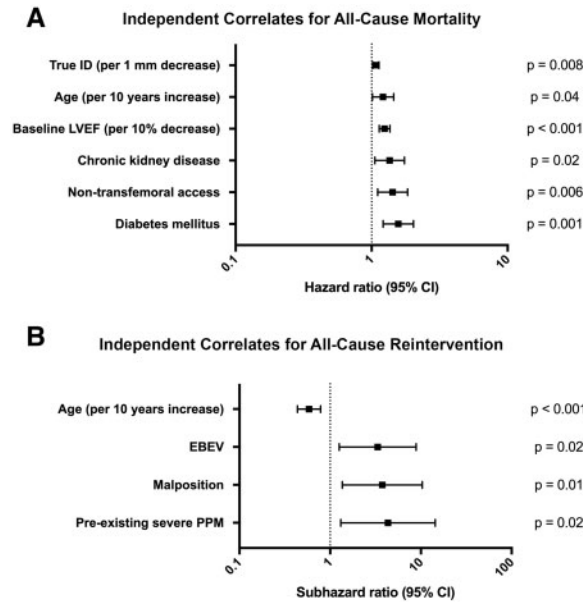 A
Independent Correlates for All-Cause Mortality
True ID (per 1 mm decrease) p = 0.008
Age (per 10 years increase) p = 0.04
Baseline LVEF (per 10% decrease) p < 0.001
Chronic kidney disease p = 0.02
Non-transfemoral access p = 0.006
Diabetes mellitus p = 0.001
0.1 1 10
Hazard ratio (95% CI)
B
Independent Correlates for All-Cause Reintervention
Age (per 10 years increase) p < 0.001
EBEV p = 0.02
Malposition p = 0.01
Pre-existing severe PPM p = 0.02
0.1 1 10 100
Subhazard ratio (95% CI)